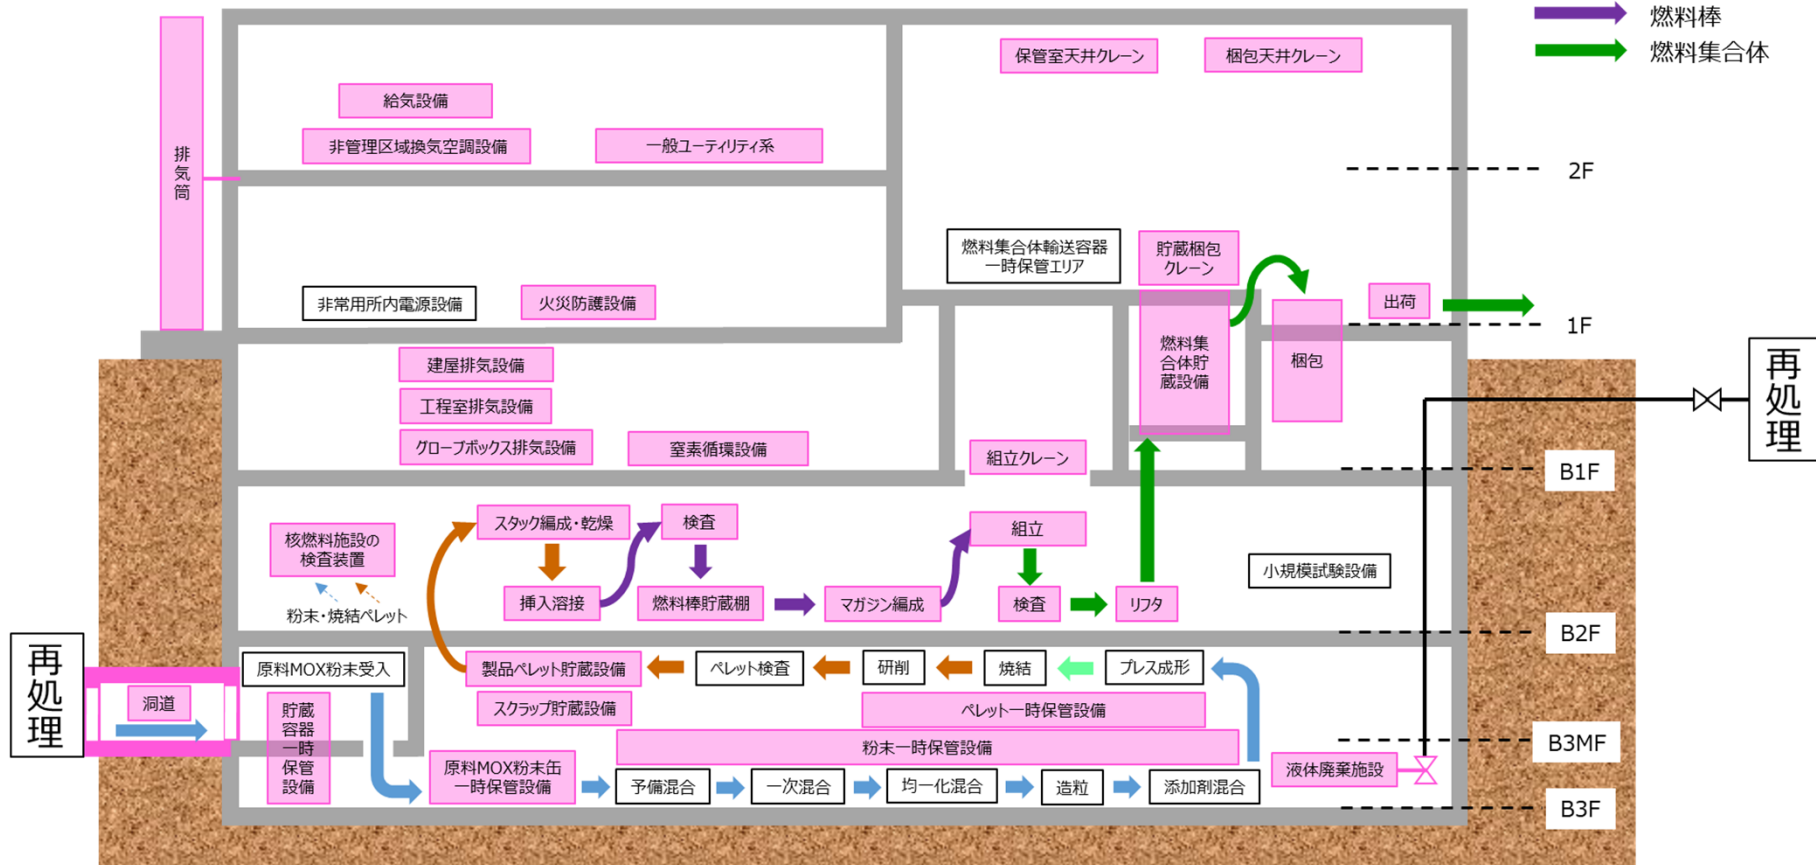 燃料棒
燃料集合体
保管室天井クレーン
梱包天井クレーン
給気設備
非管理区域換気空調設備
一般ユーティリティ系
排
気
筒
2F
燃料集合体輸送容器
一時保管エリア
貯蔵梱包
クレーン
非常用所内電源設備
火災防護設備
出荷
1F
建屋排気設備
工程室排気設備
グローブボックス排気設備
窒素循環設備
燃料集
合体貯
蔵設備
梱包
再
処
理
組立クレーン
B1F
核燃料施設の
検査装置
粉末・焼結ペレット
スタック編成・乾燥
検査
組立
挿入溶接
燃料棒貯蔵棚
マガジン編成
検査
リフタ
小規模試験設備
B2F
再
処
理
洞道
原料MOX粉末受入
貯蔵
容器
一時
保管
設備
製品ペレット貯蔵設備
ペレット検査
研削
焼結
プレス成形
スクラップ貯蔵設備
ペレット一時保管設備
粉末一時保管設備
B3MF
原料MOX粉末缶
一時保管設備
予備混合
一次混合
均一化混合
造粒
添加剤混合
液体廃棄施設
B3F